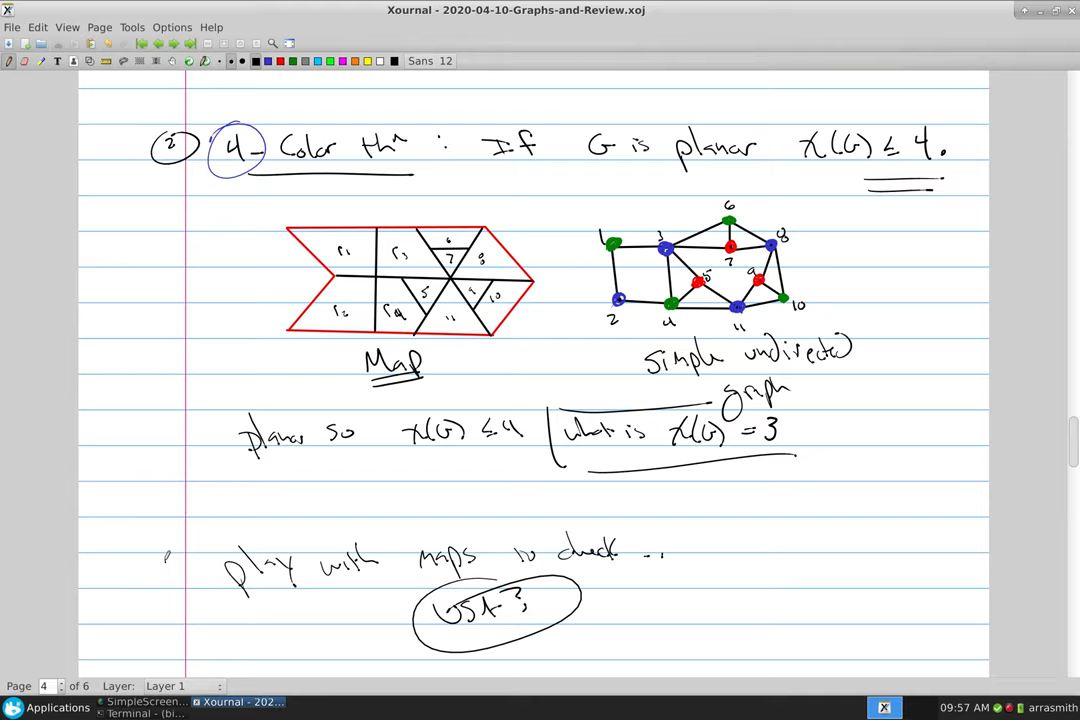 Xournal - 2020-04-10-Graphs-and-Review.xoj
File Edit View Page Tools Options Help
Sans 12
2 4-Color thm : If G is planar χ(G) ≤ 4.
r1 r3 6 7 8
r2 r4 5 11 9 10
Map
1 3 6 7 8
2 4 5 11 9 10
simple undirected
graph
planar so χ(G) ≤ 4 what is χ(G) = 3
play with maps to check ...
Page 4 of 6 Layer: Layer 1
Applications SimpleScreen... Xournal - 202... 09:57 AM arrasmith
Terminal - (bi...